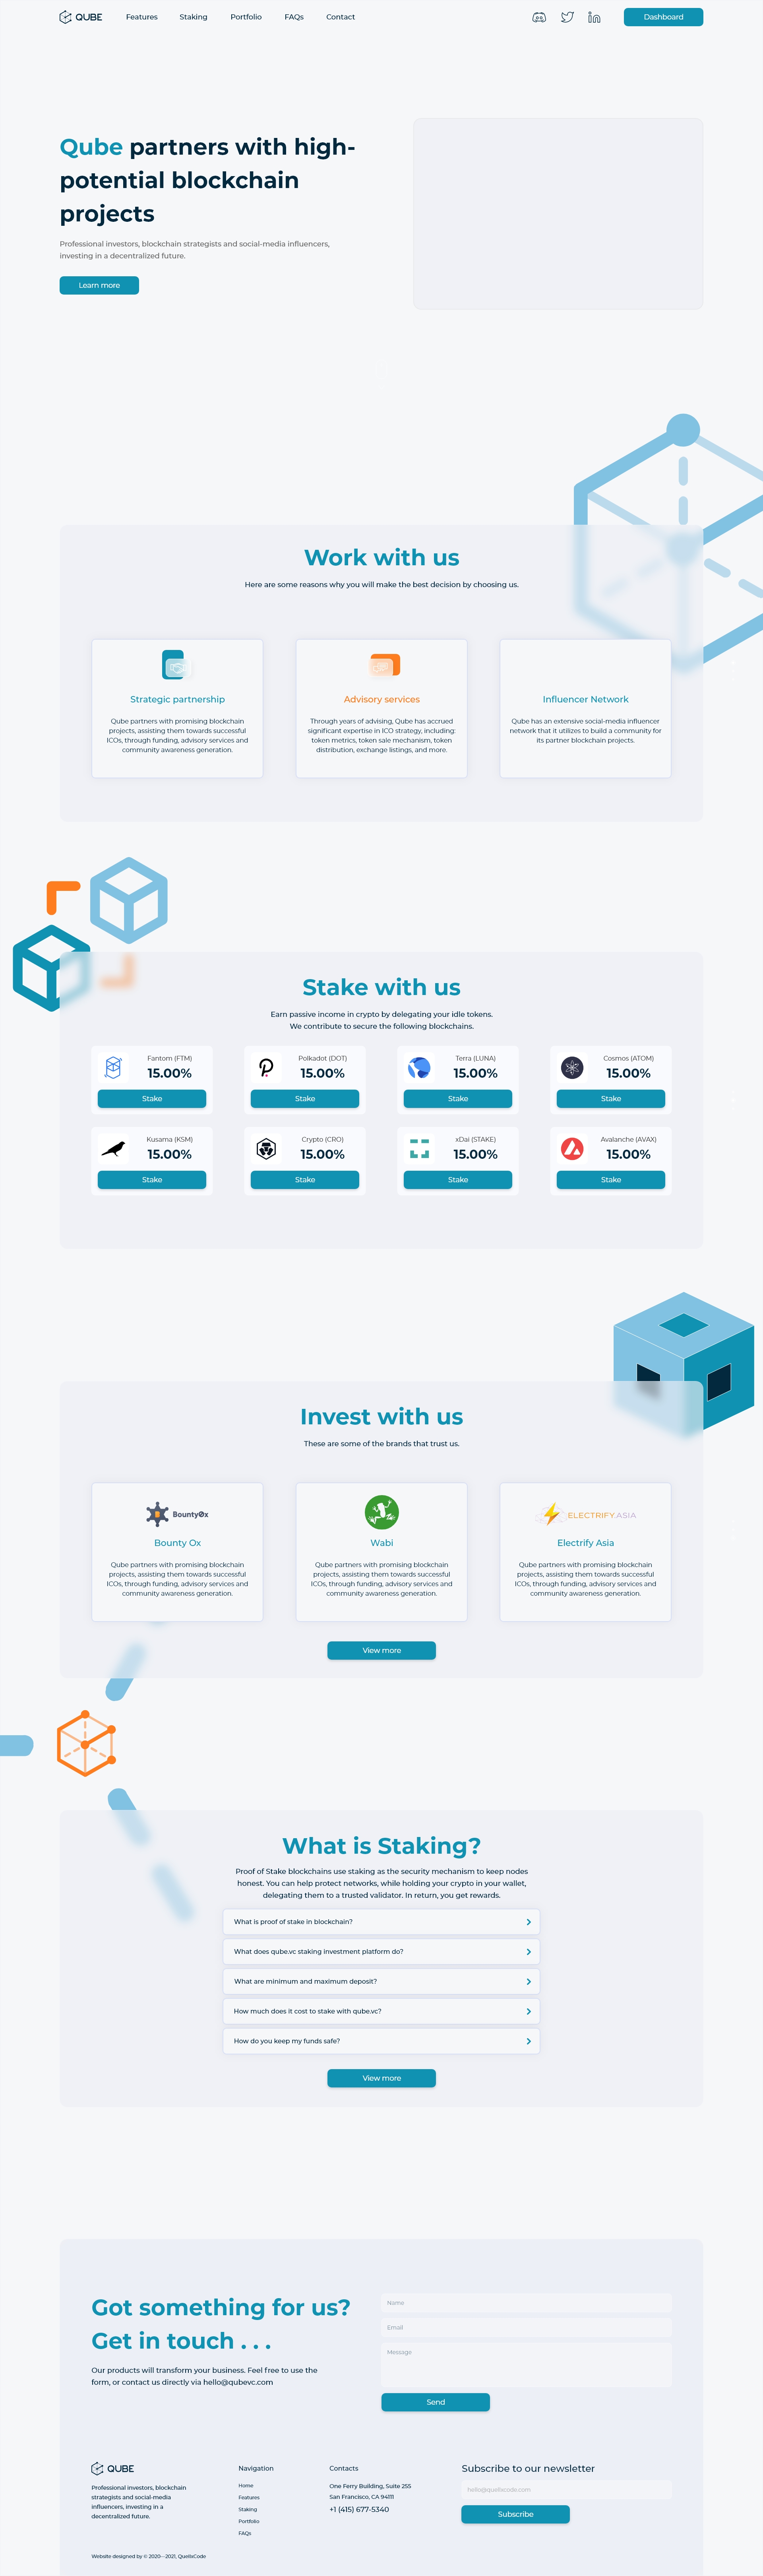 QUBE
Features
Staking
Portfolio
FAQs
Contact
Dashboard
Qube partners with high-
potential blockchain
projects
Professional investors, blockchain strategists and social-media influencers,
investing in a decentralized future.
Learn more
Work with us
Here are some reasons why you will make the best decision by choosing us.
Strategic partnership
Qube partners with promising blockchain
projects, assisting them towards successful
ICOs, through funding, advisory services and
community awareness generation.
Advisory services
Through years of advising, Qube has accrued
significant expertise in ICO strategy, including:
token metrics, token sale mechanism, token
distribution, exchange listings, and more.
Influencer Network
Qube has an extensive social-media influencer
network that it utilizes to build a community for
its partner blockchain projects.
Stake with us
Earn passive income in crypto by delegating your idle tokens.
We contribute to secure the following blockchains.
Fantom (FTM)
15.00%
Stake
Polkadot (DOT)
15.00%
Stake
Terra (LUNA)
15.00%
Stake
Cosmos (ATOM)
15.00%
Stake
Kusama (KSM)
15.00%
Stake
Crypto (CRO)
15.00%
Stake
xDai (STAKE)
15.00%
Stake
Avalanche (AVAX)
15.00%
Stake
Invest with us
These are some of the brands that trust us.
Bounty0x
Bounty Ox
Qube partners with promising blockchain
projects, assisting them towards successful
ICOs, through funding, advisory services and
community awareness generation.
Wabi
Qube partners with promising blockchain
projects, assisting them towards successful
ICOs, through funding, advisory services and
community awareness generation.
ELECTRIFY.ASIA
Electrify Asia
Qube partners with promising blockchain
projects, assisting them towards successful
ICOs, through funding, advisory services and
community awareness generation.
View more
What is Staking?
Proof of Stake blockchains use staking as the security mechanism to keep nodes
honest. You can help protect networks, while holding your crypto in your wallet,
delegating them to a trusted validator. In return, you get rewards.
What is proof of stake in blockchain?
What does qube.vc staking investment platform do?
What are minimum and maximum deposit?
How much does it cost to stake with qube.vc?
How do you keep my funds safe?
View more
Got something for us?
Get in touch . . .
Our products will transform your business. Feel free to use the
form, or contact us directly via hello@qubevc.com
Name
Email
Message
Send
QUBE
Professional investors, blockchain
strategists and social-media
influencers, investing in a
decentralized future.
Navigation
Home
Features
Staking
Portfolio
FAQs
Contacts
One Ferry Building, Suite 255
San Francisco, CA 94111
+1 (415) 677-5340
Subscribe to our newsletter
hello@quellxcode.com
Subscribe
Website designed by © 2020—2021, QuellxCode